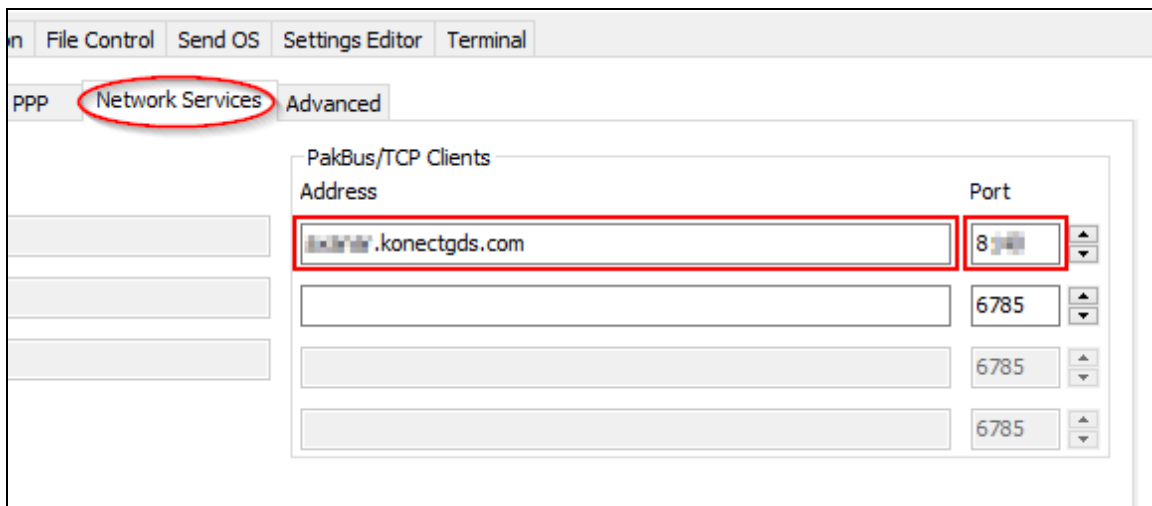 File Control Send OS Settings Editor Terminal
PPP Network Services Advanced
PakBus/TCP Clients
Address Port
.konectgds.com 8
6785
6785
6785